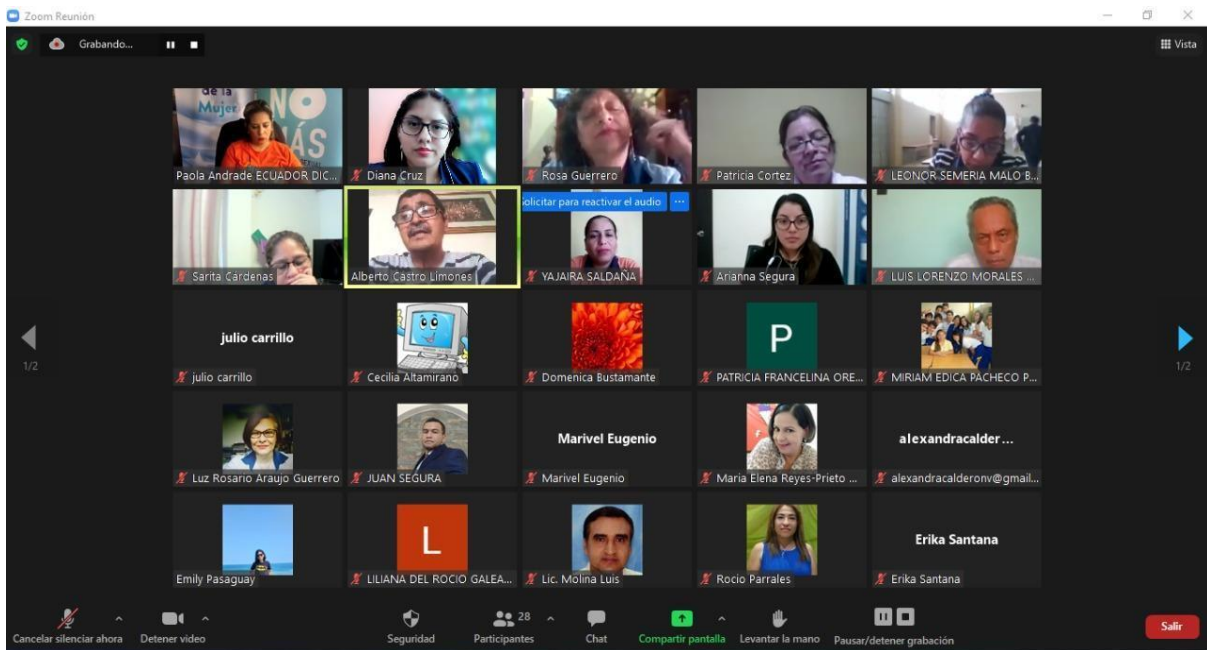 Zoom Reunión
Grabando...
Vista
de la
Mujer
NO
MÁS
Paola Andrade ECUADOR DIC...
Diana Cruz
Rosa Guerrero
Patricia Cortez
LEONOR SEMERIA MALO B...
Solicitar para reactivar el audio ...
Sarita Cárdenas
Alberto Castro Limones
YAJAIRA SALDAÑA
Arianna Segura
LUIS LORENZO MORALES ...
julio carrillo
P
julio carrillo
Cecilia Altamirano
Domenica Bustamante
PATRICIA FRANCELINA ORE...
MIRIAM EDICA PACHECO P...
1/2
1/2
Marivel Eugenio
alexandracalder...
Luz Rosario Araujo Guerrero
JUAN SEGURA
Marivel Eugenio
Maria Elena Reyes-Prieto ...
alexandracalderonv@gmail...
L
Erika Santana
Emily Pasaguay
LILIANA DEL ROCIO GALEA...
Lic. Molina Luis
Rocio Parrales
Erika Santana
Cancelar silenciar ahora
Detener video
Seguridad
Participantes
28
Chat
Compartir pantalla
Levantar la mano
Pausar/detener grabación
Salir